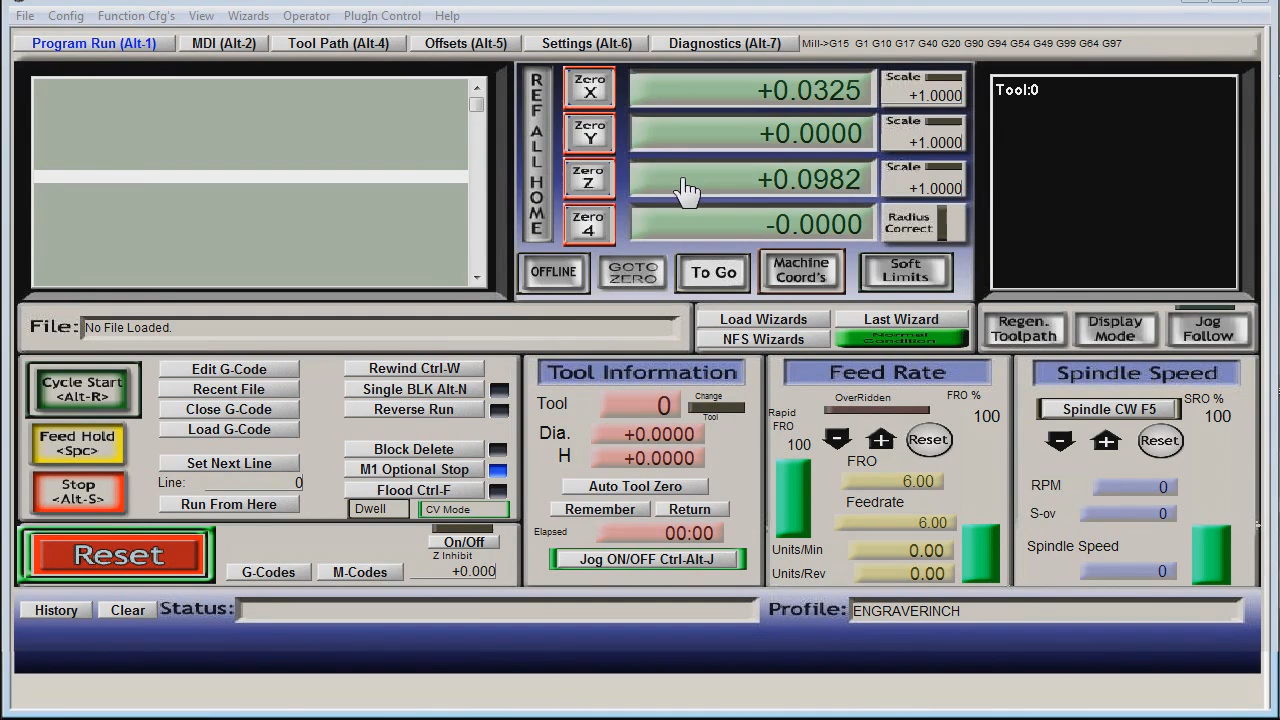 File Config Function Cfg's View Wizards Operator PlugIn Control Help
Program Run (Alt-1) MDI (Alt-2) Tool Path (Alt-4) Offsets (Alt-5) Settings (Alt-6) Diagnostics (Alt-7) Mill->G15 G1 G10 G17 G40 G20 G90 G94 G54 G49 G99 G64 G97
REF ALL HOME
Zero X +0.0325 Scale +1.0000
Zero Y +0.0000 Scale +1.0000
Zero Z +0.0982 Scale +1.0000
Zero 4 -0.0000 Radius Correct
OFFLINE GOTO ZERO To Go Machine Coord's Soft Limits
Tool:0
File: No File Loaded.
Load Wizards Last Wizard
NFS Wizards Normal Condition
Regen. Toolpath Display Mode Jog Follow
Cycle Start <Alt-R>
Feed Hold <Spc>
Stop <Alt-S>
Edit G-Code
Recent File
Close G-Code
Load G-Code
Set Next Line
Line: 0
Run From Here
Rewind Ctrl-W
Single BLK Alt-N
Reverse Run
Block Delete
M1 Optional Stop
Flood Ctrl-F
Dwell CV Mode
Reset
G-Codes M-Codes
On/Off
Z Inhibit
+0.000
Tool Information
Tool 0 Change Tool
Dia. +0.0000
H +0.0000
Auto Tool Zero
Remember Return
Elapsed 00:00
Jog ON/OFF Ctrl-Alt-J
Feed Rate
OverRidden FRO %
100
Rapid FRO
100
Reset
FRO
6.00
Feedrate
6.00
Units/Min 0.00
Units/Rev 0.00
Spindle Speed
Spindle CW F5 SRO %
100
Reset
RPM 0
S-ov 0
Spindle Speed
0
History Clear Status: Profile: ENGRAVERINCH